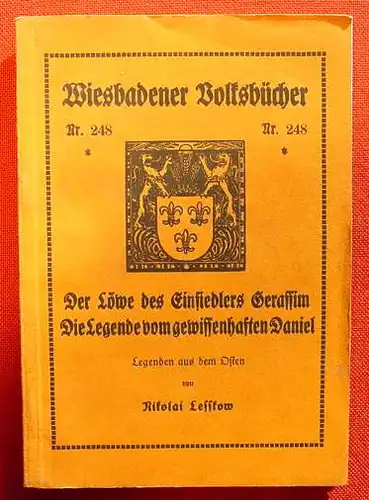 Wiesbadener Volksbücher
Nr. 248 Nr. 248
* *
Der Löwe des Einsiedlers Gerassim
Die Legende vom gewissenhaften Daniel
Legenden aus dem Osten
von
Nikolai Lesskow